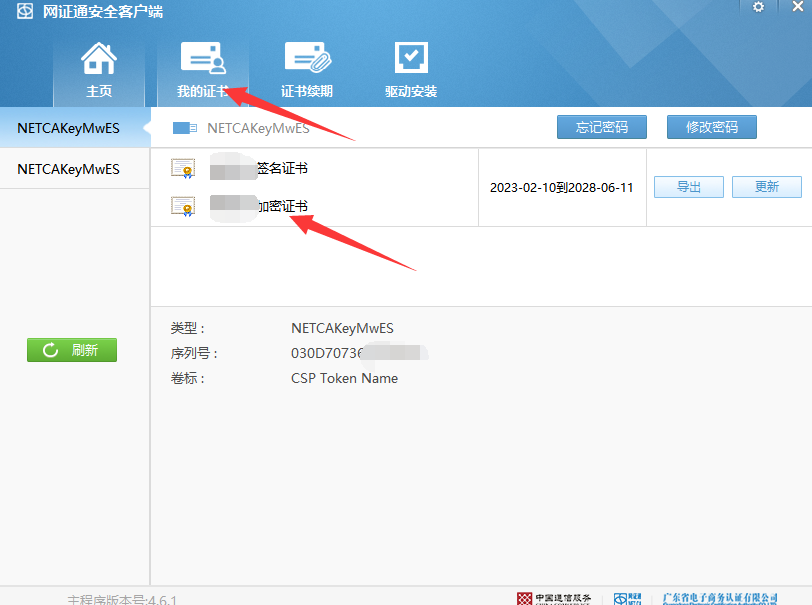 网证通安全客户端
主页
我的证书
证书续期
驱动安装
NETCAKeyMwES
NETCAKeyMwES
刷新
NETCAKeyMwES
忘记密码
修改密码
签名证书
加密证书
2023-02-10到2028-06-11
导出
更新
类型：
NETCAKeyMwES
序列号：
030D70736
卷标：
CSP Token Name
主程序版本号:4.6.1
中国通信服务
广东省电子商务认证有限公司